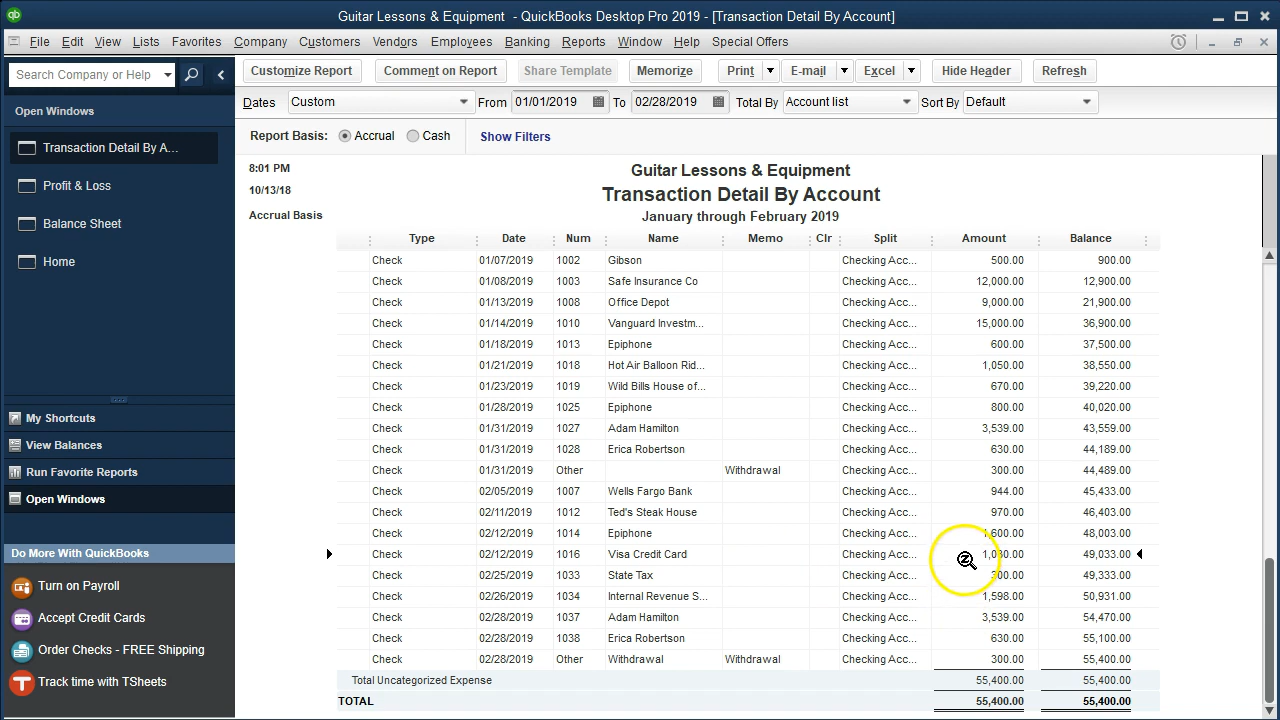 Guitar Lessons & Equipment - QuickBooks Desktop Pro 2019 - [Transaction Detail By Account]
File Edit View Lists Favorites Company Customers Vendors Employees Banking Reports Window Help Special Offers
Search Company or Help
Open Windows
Transaction Detail By A...
Profit & Loss
Balance Sheet
Home
My Shortcuts
View Balances
Run Favorite Reports
Open Windows
Do More With QuickBooks
Turn on Payroll
Accept Credit Cards
Order Checks - FREE Shipping
Track time with TSheets
Customize Report Comment on Report Share Template Memorize Print E-mail Excel Hide Header Refresh
Dates Custom From 01/01/2019 To 02/28/2019 Total By Account list Sort By Default
Report Basis: Accrual Cash Show Filters
8:01 PM Guitar Lessons & Equipment
10/13/18 Transaction Detail By Account
Accrual Basis January through February 2019
Type Date Num Name Memo Clr Split Amount Balance
Check 01/07/2019 1002 Gibson Checking Acc... 500.00 900.00
Check 01/08/2019 1003 Safe Insurance Co Checking Acc... 12,000.00 12,900.00
Check 01/13/2019 1008 Office Depot Checking Acc... 9,000.00 21,900.00
Check 01/14/2019 1010 Vanguard Investm... Checking Acc... 15,000.00 36,900.00
Check 01/18/2019 1013 Epiphone Checking Acc... 600.00 37,500.00
Check 01/21/2019 1018 Hot Air Balloon Rid... Checking Acc... 1,050.00 38,550.00
Check 01/23/2019 1019 Wild Bills House of... Checking Acc... 670.00 39,220.00
Check 01/28/2019 1025 Epiphone Checking Acc... 800.00 40,020.00
Check 01/31/2019 1027 Adam Hamilton Checking Acc... 3,539.00 43,559.00
Check 01/31/2019 1028 Erica Robertson Checking Acc... 630.00 44,189.00
Check 01/31/2019 Other Withdrawal Checking Acc... 300.00 44,489.00
Check 02/05/2019 1007 Wells Fargo Bank Checking Acc... 944.00 45,433.00
Check 02/11/2019 1012 Ted's Steak House Checking Acc... 970.00 46,403.00
Check 02/12/2019 1014 Epiphone Checking Acc... 1,600.00 48,003.00
Check 02/12/2019 1016 Visa Credit Card Checking Acc... 1,030.00 49,033.00
Check 02/25/2019 1033 State Tax Checking Acc... 300.00 49,333.00
Check 02/26/2019 1034 Internal Revenue S... Checking Acc... 1,598.00 50,931.00
Check 02/28/2019 1037 Adam Hamilton Checking Acc... 3,539.00 54,470.00
Check 02/28/2019 1038 Erica Robertson Checking Acc... 630.00 55,100.00
Check 02/28/2019 Other Withdrawal Withdrawal Checking Acc... 300.00 55,400.00
Total Uncategorized Expense 55,400.00 55,400.00
TOTAL 55,400.00 55,400.00